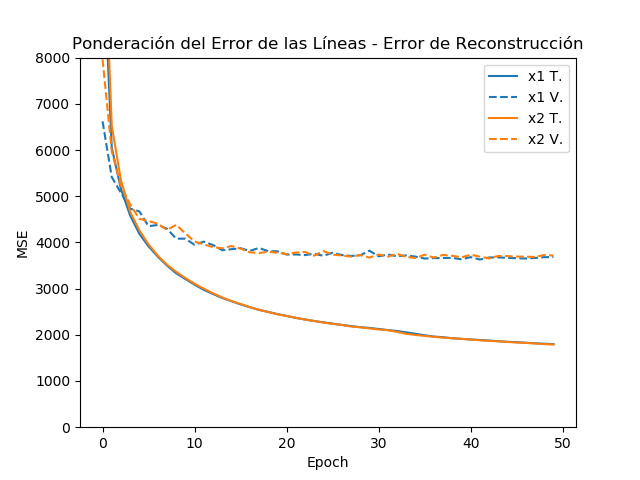 Ponderación del Error de las Líneas - Error de Reconstrucción
8000
7000
6000
5000
4000
3000
2000
1000
0
MSE
x1 T.
x1 V.
x2 T.
x2 V.
0 10 20 30 40 50
Epoch